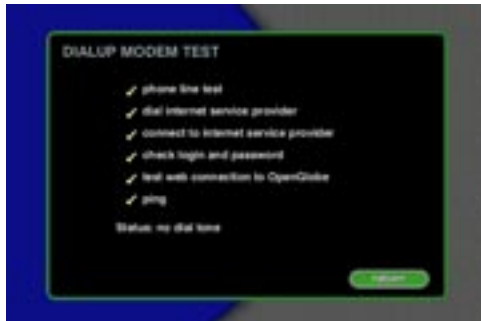 DIALUP MODEM TEST
phone line test
dial internet service provider
connect to internet service provider
check login and password
test web connection to OpenGlobe
ping
Status: no dial tone
return